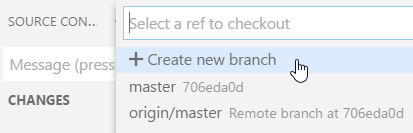 SOURCE CON..
Select a ref to checkout
Message (press
+ Create new branch
CHANGES
master 706eda0d
origin/master Remote branch at 706eda0d